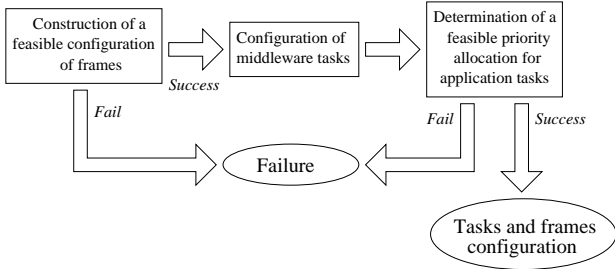 Construction of a
feasible configuration
of frames
Success
Configuration of
middleware tasks
Determination of a
feasible priority
allocation for
application tasks
Fail
Fail
Success
Failure
Tasks and frames
configuration